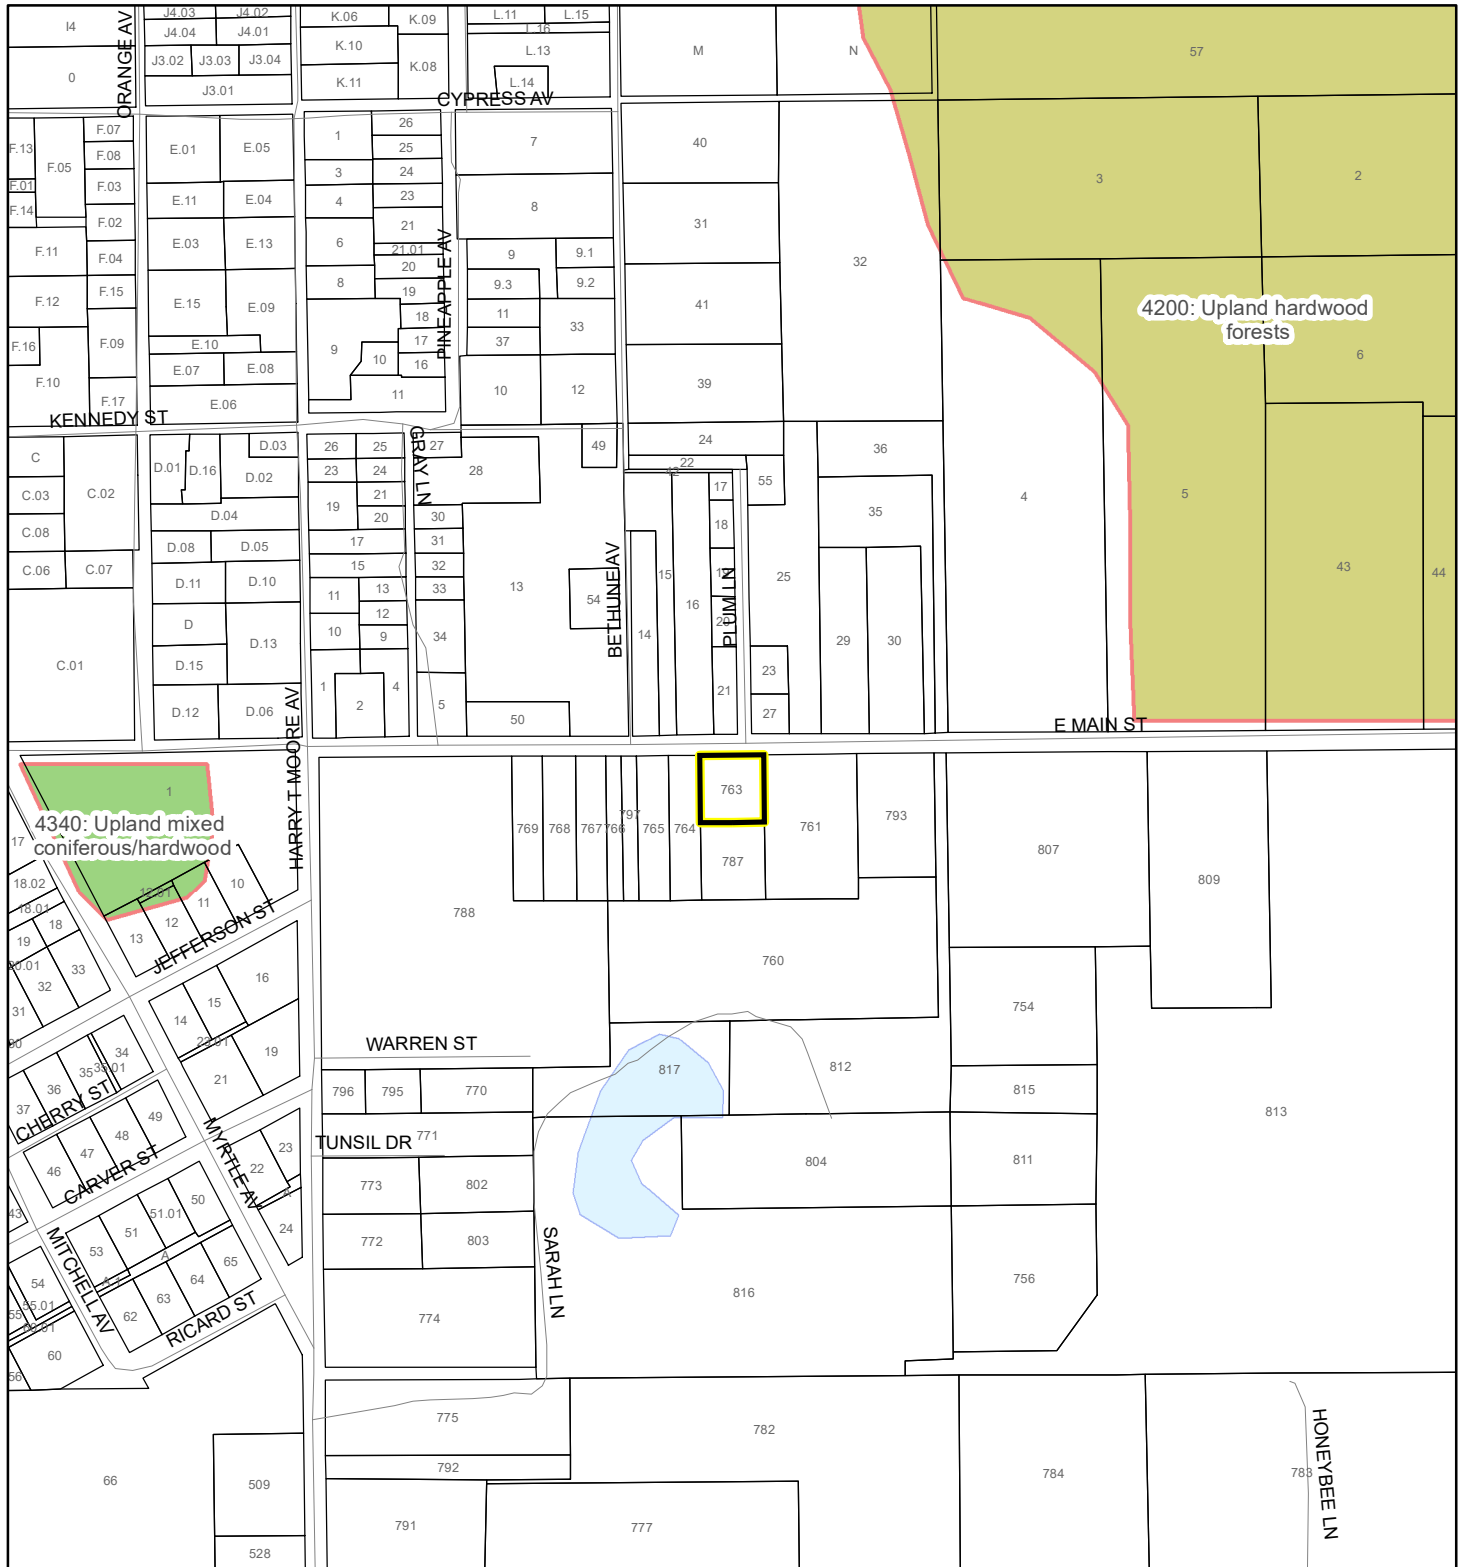 I4
J4.03
J4.02
K.06
K.09
L.11
L.15
J4.04
J4.01
L.16
K.10
L.13
M
N
57
J3.02
J3.03
J3.04
0
K.11
K.08
L.14
J3.01
ORANGE AV
CYPRESS AV
F.07
26
F.13
F.05
F.08
E.01
E.05
1
25
7
40
F.01
F.03
3
24
3
2
F.14
E.11
E.04
4
23
8
F.02
21
31
F.11
E.03
E.13
6
21.01
9
9.1
F.04
20
32
8
19
9.3
9.2
F.12
F.15
E.15
E.09
18
11
41
33
4200: Upland hardwood
forests
F.16
F.09
E.10
9
10
17
37
6
PINEAPPLE AV
F.10
E.07
E.08
16
11
10
12
39
F.17
E.06
KENNEDY ST
C
D.01
D.16
D.03
26
25
27
49
24
36
C.03
C.02
D.02
23
24
28
22
42
55
C.08
D.04
19
21
20
GRAY LN
30
17
18
35
4
5
D.08
D.05
17
31
C.06
C.07
15
32
D.11
D.10
11
13
33
13
54
15
16
19
25
43
44
D
12
10
9
34
14
20
29
30
C.01
D.13
D.15
BETHUNE AV
PLUM LN
23
D.12
D.06
1
2
4
5
50
21
27
HARRY T MOORE AV
E MAIN ST
1
4340: Upland mixed
coniferous/hardwood
17
769
768
767
766
797
765
764
763
761
793
787
807
809
18.02
12.01
10
18.01
11
18
12
19
13
JEFFERSON ST
788
20.01
33
32
16
760
31
15
14
754
30
23.01
34
19
WARREN ST
35
35.01
36
21
796
795
770
817
812
815
37
CHERRY ST
49
48
771
813
47
MYRTLE AV
23
TUNSIL DR
46
CARVER ST
22
804
811
A
773
802
43
50
51.01
51
24
53
A
772
803
SARAH LN
54
A.1
65
55.01
64
63
816
756
55
62
MITCHELL AV
RICARD ST
774
60
56
775
782
HONEYBEE LN
66
509
792
784
783
791
777
528